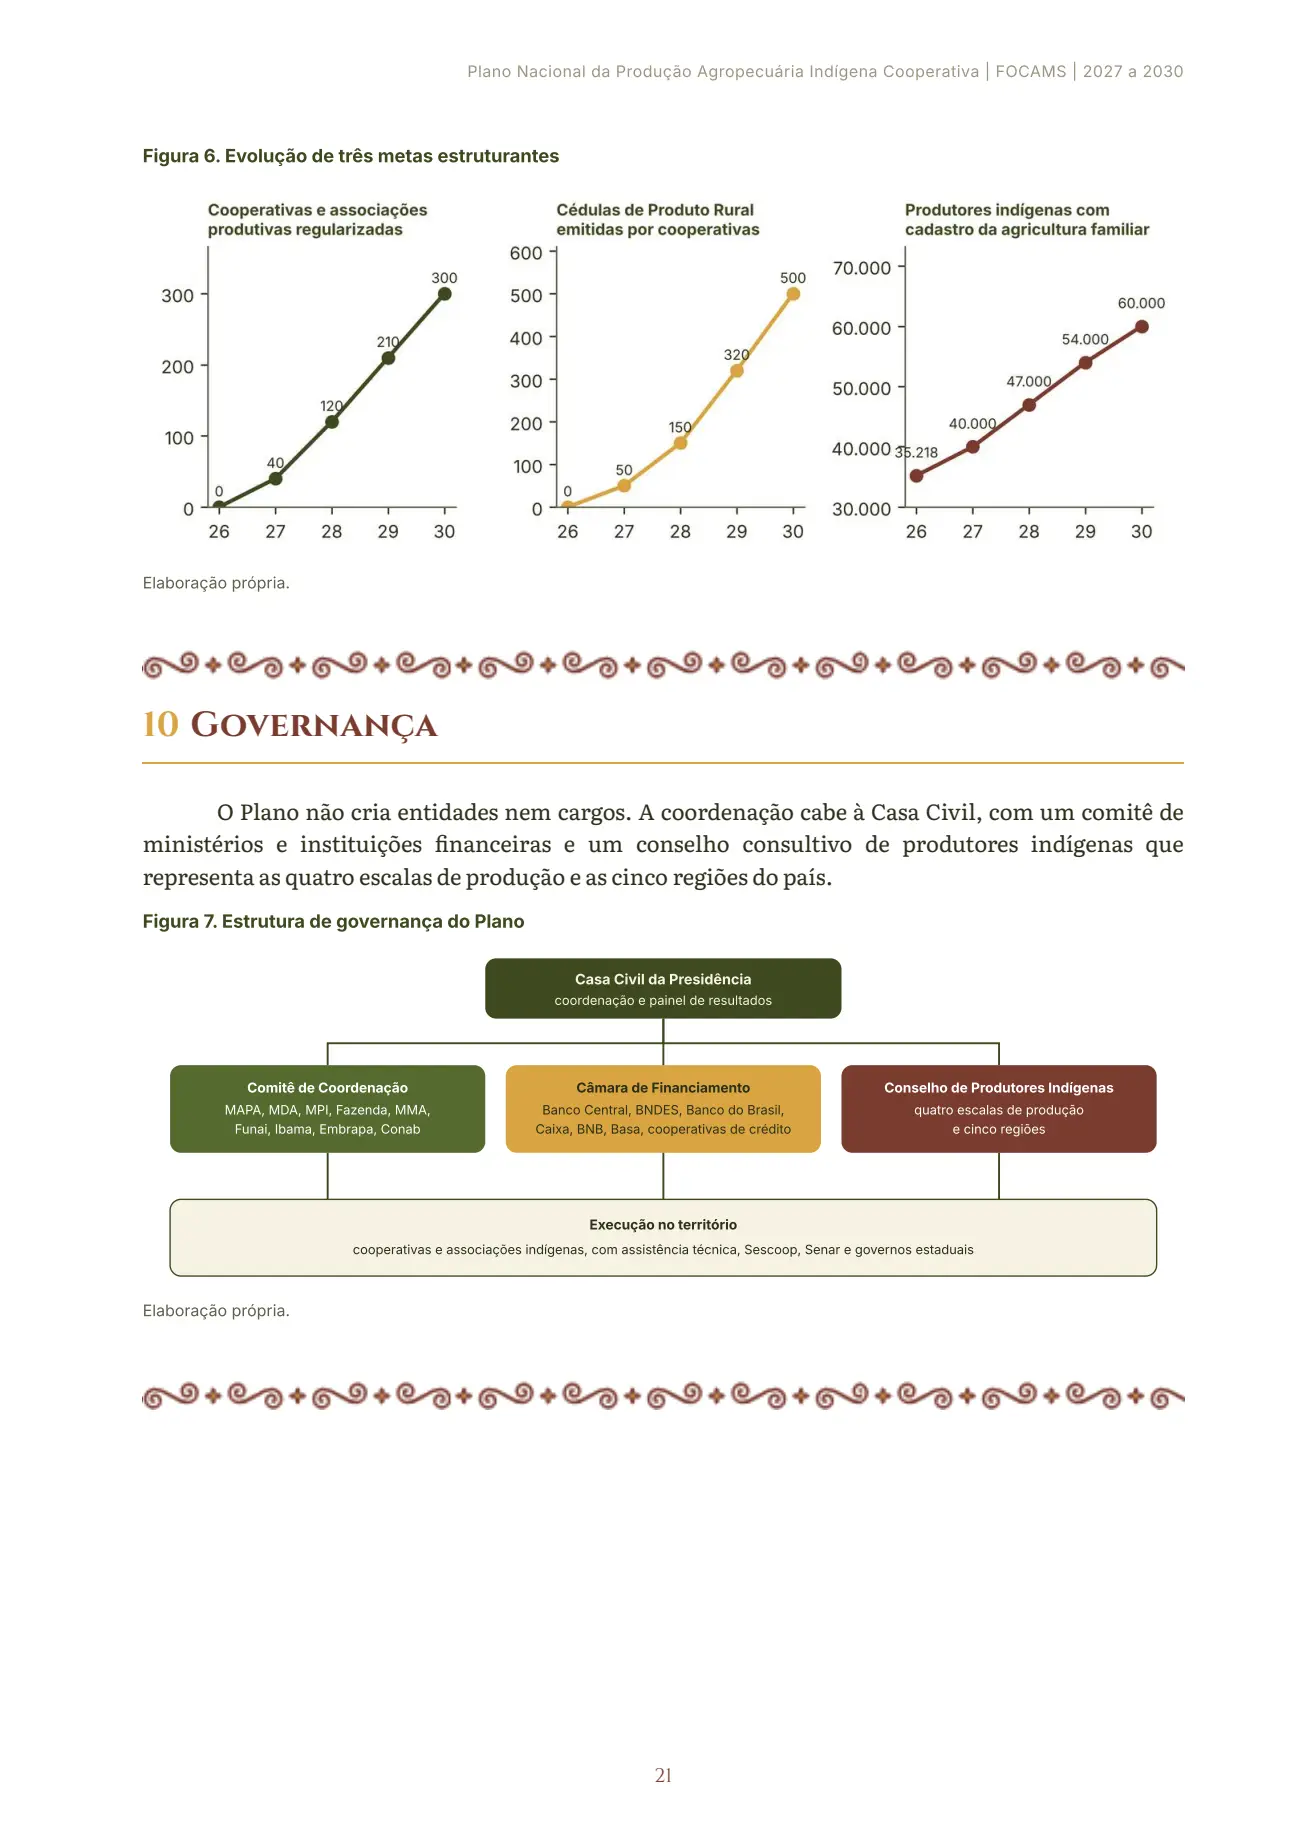 Plano Nacional da Produção Agropecuária Indígena Cooperativa | FOCAMS | 2027 a 2030
Figura 6. Evolução de três metas estruturantes
Cooperativas e associações
produtivas regularizadas
300
200
100
0
0
40
120
210
300
26 27 28 29 30
Cédulas de Produto Rural
emitidas por cooperativas
600
500
400
300
200
100
0
0
50
150
320
500
26 27 28 29 30
Produtores indígenas com
cadastro da agricultura familiar
70.000
60.000
50.000
40.000
30.000
35.218
40.000
47.000
54.000
60.000
26 27 28 29 30
Elaboração própria.
10 Governança
O Plano não cria entidades nem cargos. A coordenação cabe à Casa Civil, com um comitê de
ministérios e instituições financeiras e um conselho consultivo de produtores indígenas que
representa as quatro escalas de produção e as cinco regiões do país.
Figura 7. Estrutura de governança do Plano
Casa Civil da Presidência
coordenação e painel de resultados
Comitê de Coordenação
MAPA, MDA, MPI, Fazenda, MMA,
Funai, Ibama, Embrapa, Conab
Câmara de Financiamento
Banco Central, BNDES, Banco do Brasil,
Caixa, BNB, Basa, cooperativas de crédito
Conselho de Produtores Indígenas
quatro escalas de produção
e cinco regiões
Execução no território
cooperativas e associações indígenas, com assistência técnica, Sescoop, Senar e governos estaduais
Elaboração própria.
21